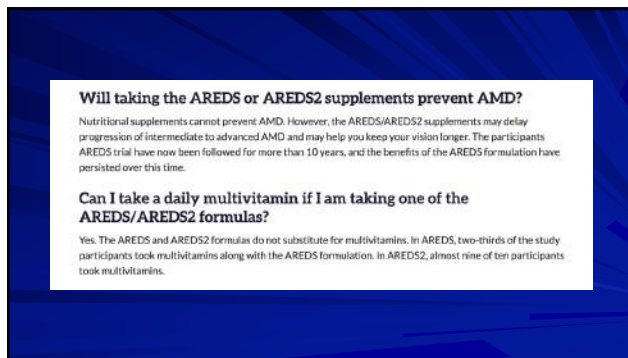 Will taking the AREDS or AREDS2 supplements prevent AMD?
Nutritional supplements cannot prevent AMD. However, the AREDS/AREDS2 supplements may delay
progression of intermediate to advanced AMD and may help you keep your vision longer. The participants
AREDS trial have now been followed for more than 10 years, and the benefits of the AREDS formulation have
persisted over this time.
Can I take a daily multivitamin if I am taking one of the
AREDS/AREDS2 formulas?
Yes. The AREDS and AREDS2 formulas do not substitute for multivitamins. In AREDS, two-thirds of the study
participants took multivitamins along with the AREDS formulation. In AREDS2, almost nine of ten participants
took multivitamins.